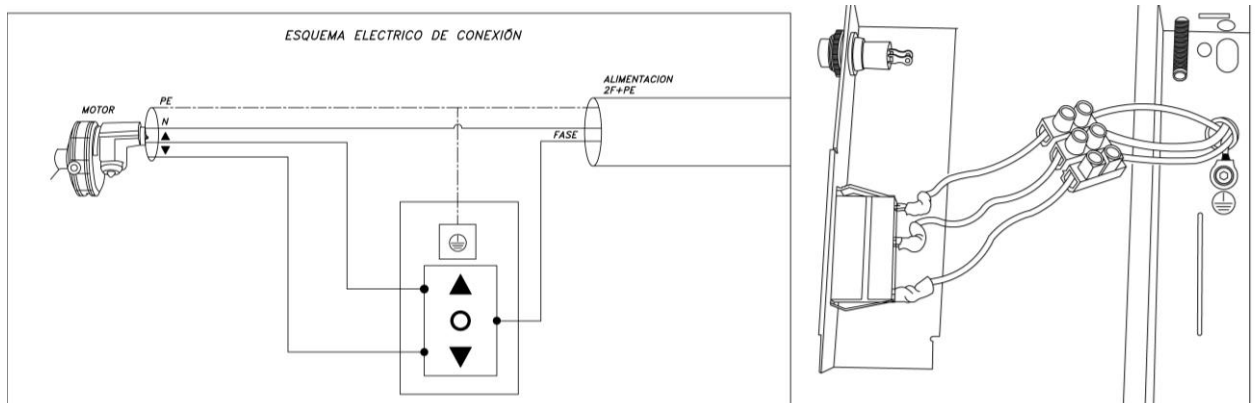 ESQUEMA ELECTRICO DE CONEXIÓN
ALIMENTACION
2F+PE
PE
MOTOR
N
FASE